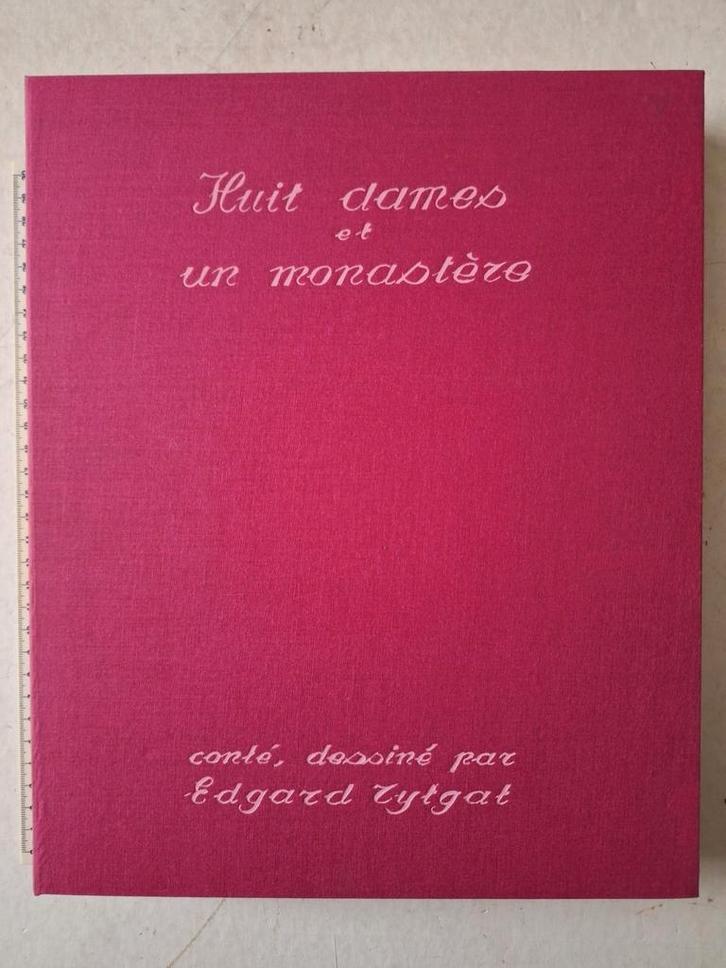 Huit dames
et
un monastère
conté, dessiné par
Edgard Tytgat